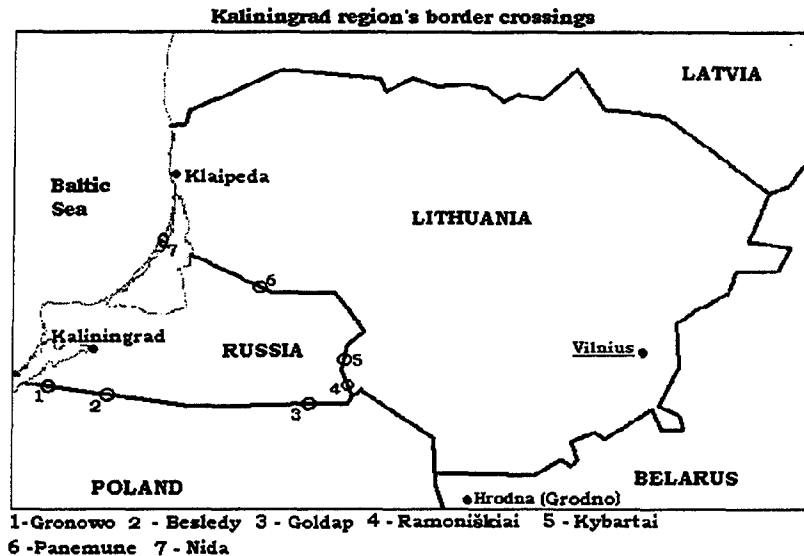 Kaliningrad region's border crossings
LATVIA
Klaipeda
Baltic
Sea
LITHUANIA
7
6
Kaliningrad
RUSSIA
Vilnius
5
4
1
2
3
POLAND
BELARUS
Hrodna (Grodno)
1-Gronowo 2 - Besledy 3 - Goldap 4 - Ramoniškiai 5 - Kybartai
6 - Panemune 7 - Nida